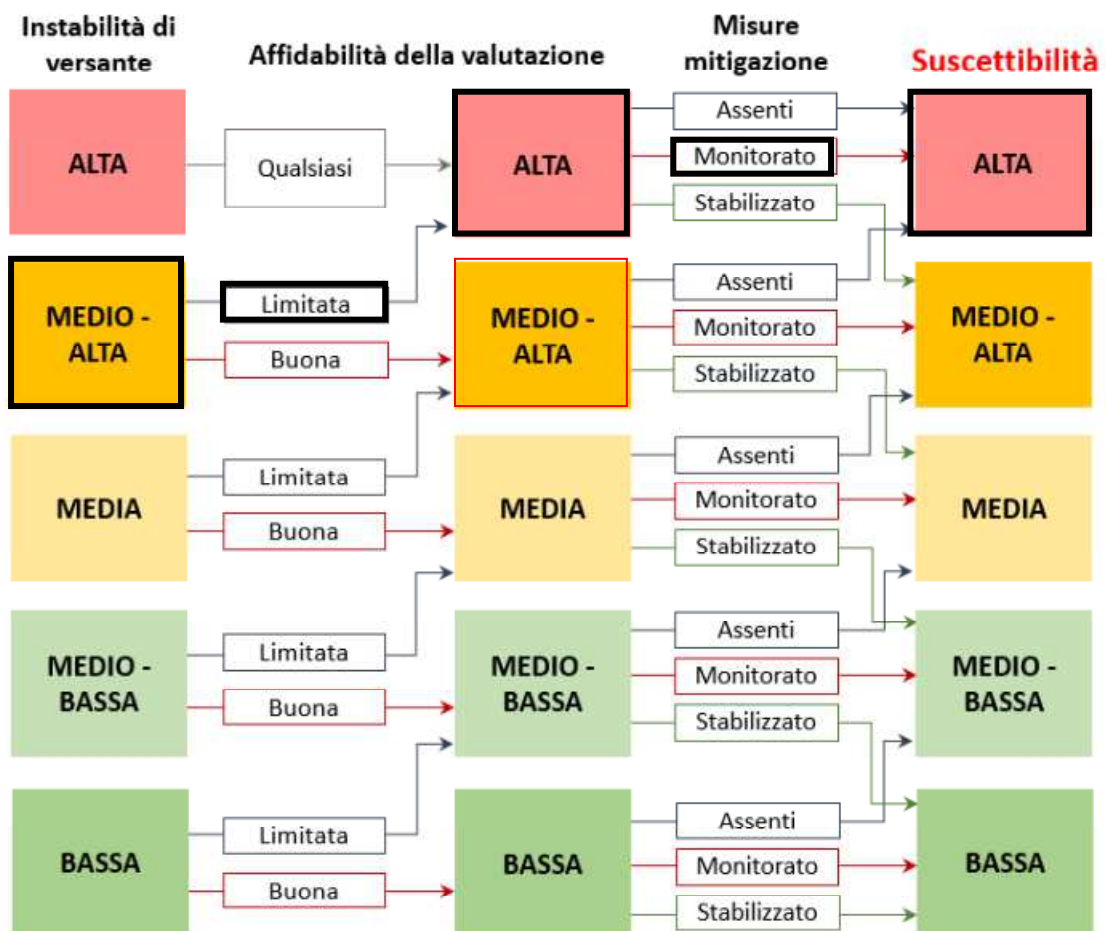 Instabilità di
versante
Affidabilità della valutazione
Misure
mitigazione
Suscettibilità
ALTA
Qualsiasi
ALTA
Assenti
Monitorato
Stabilizzato
ALTA
MEDIO -
ALTA
Limitata
Buona
MEDIO -
ALTA
Assenti
Monitorato
Stabilizzato
MEDIO -
ALTA
MEDIA
Limitata
Buona
MEDIA
Assenti
Monitorato
Stabilizzato
MEDIA
MEDIO -
BASSA
Limitata
Buona
MEDIO -
BASSA
Assenti
Monitorato
Stabilizzato
MEDIO -
BASSA
BASSA
Limitata
Buona
BASSA
Assenti
Monitorato
Stabilizzato
BASSA